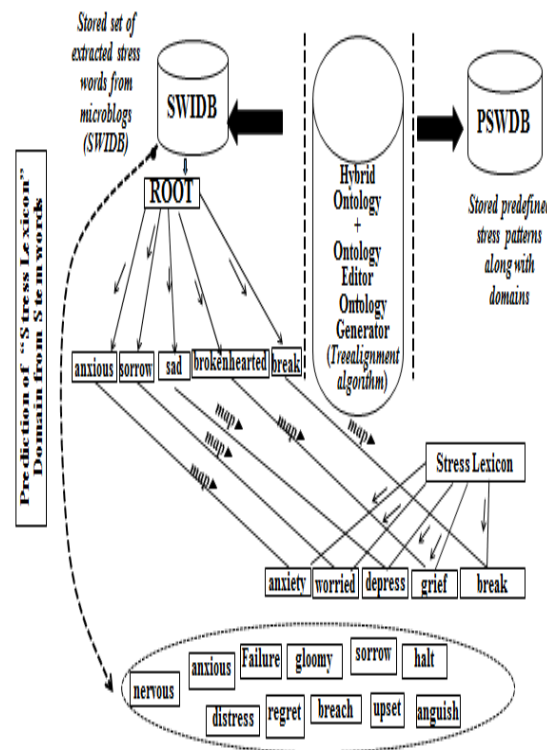 Stored set of
extracted stress
words from
microblogs
(SWIDB)
SWIDB
PSWDB
Stored predefined
stress patterns
along with
domains
Hybrid
Ontology
+
Ontology
Editor
Ontology
Generator
(Treealignment
algorithm)
Prediction of “Stress Lexicon”
Domain from Stemwords
ROOT
anxious
sorrow
sad
brokenhearted
break
map▲
map▲
map▲
map▲
map▲
Stress Lexicon
anxiety
worried
depress
grief
break
nervous
anxious
Failure
gloomy
sorrow
halt
distress
regret
breach
upset
anguish